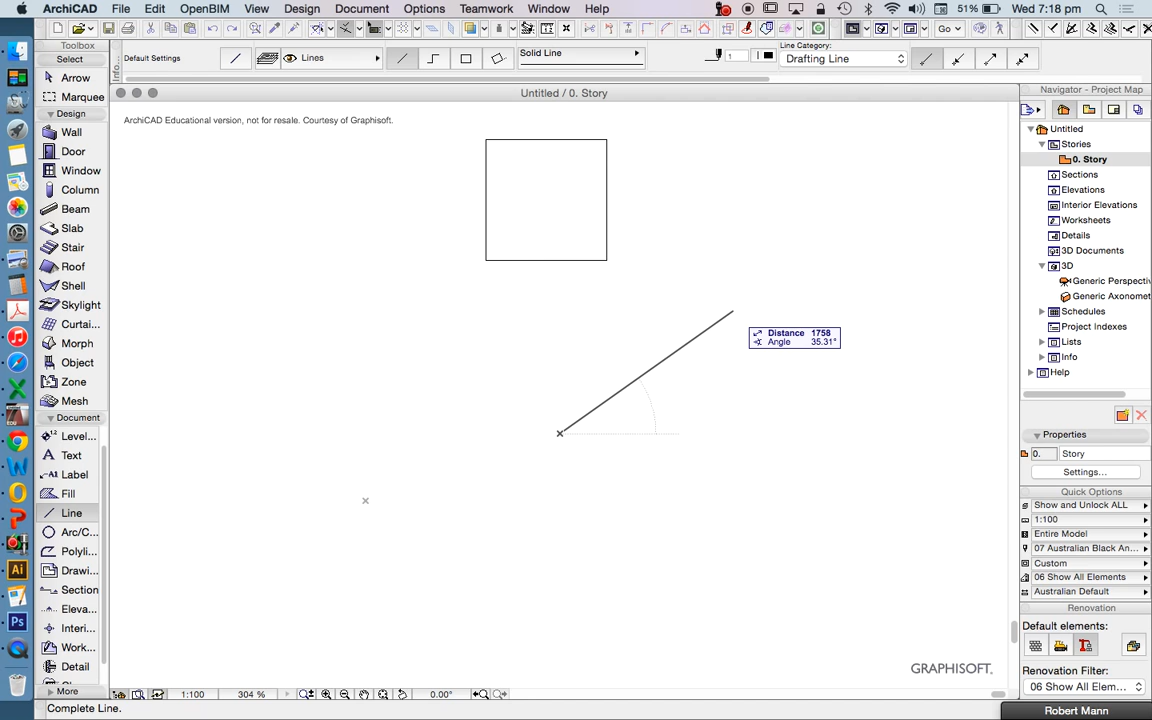 ArchiCAD File Edit OpenBIM View Design Document Options Teamwork Window Help 51% Wed 7:18 pm
Toolbox
Select
Arrow
Marquee
Design
Wall
Door
Window
Column
Beam
Slab
Stair
Roof
Shell
Skylight
Curtai...
Morph
Object
Zone
Mesh
Document
Level...
Text
Label
Fill
Line
Arc/C...
Polyli...
Drawi...
Section
Eleva...
Interi...
Work...
Detail
More
Go
Default Settings
Lines
Solid Line
1
Line Category:
Drafting Line
Untitled / 0. Story
ArchiCAD Educational version, not for resale. Courtesy of Graphisoft.
Distance 1758
Angle 35.31°
GRAPHISOFT.
1:100 304 % 0.00°
Complete Line.
Navigator - Project Map
Untitled
Stories
0. Story
Sections
Elevations
Interior Elevations
Worksheets
Details
3D Documents
3D
Generic Perspecti
Generic Axonomet
Schedules
Project Indexes
Lists
Info
Help
Properties
0. Story
Settings...
Quick Options
Show and Unlock ALL
1:100
Entire Model
07 Australian Black An...
Custom
06 Show All Elements
Australian Default
Renovation
Default elements:
Renovation Filter:
06 Show All Elem...
Robert Mann